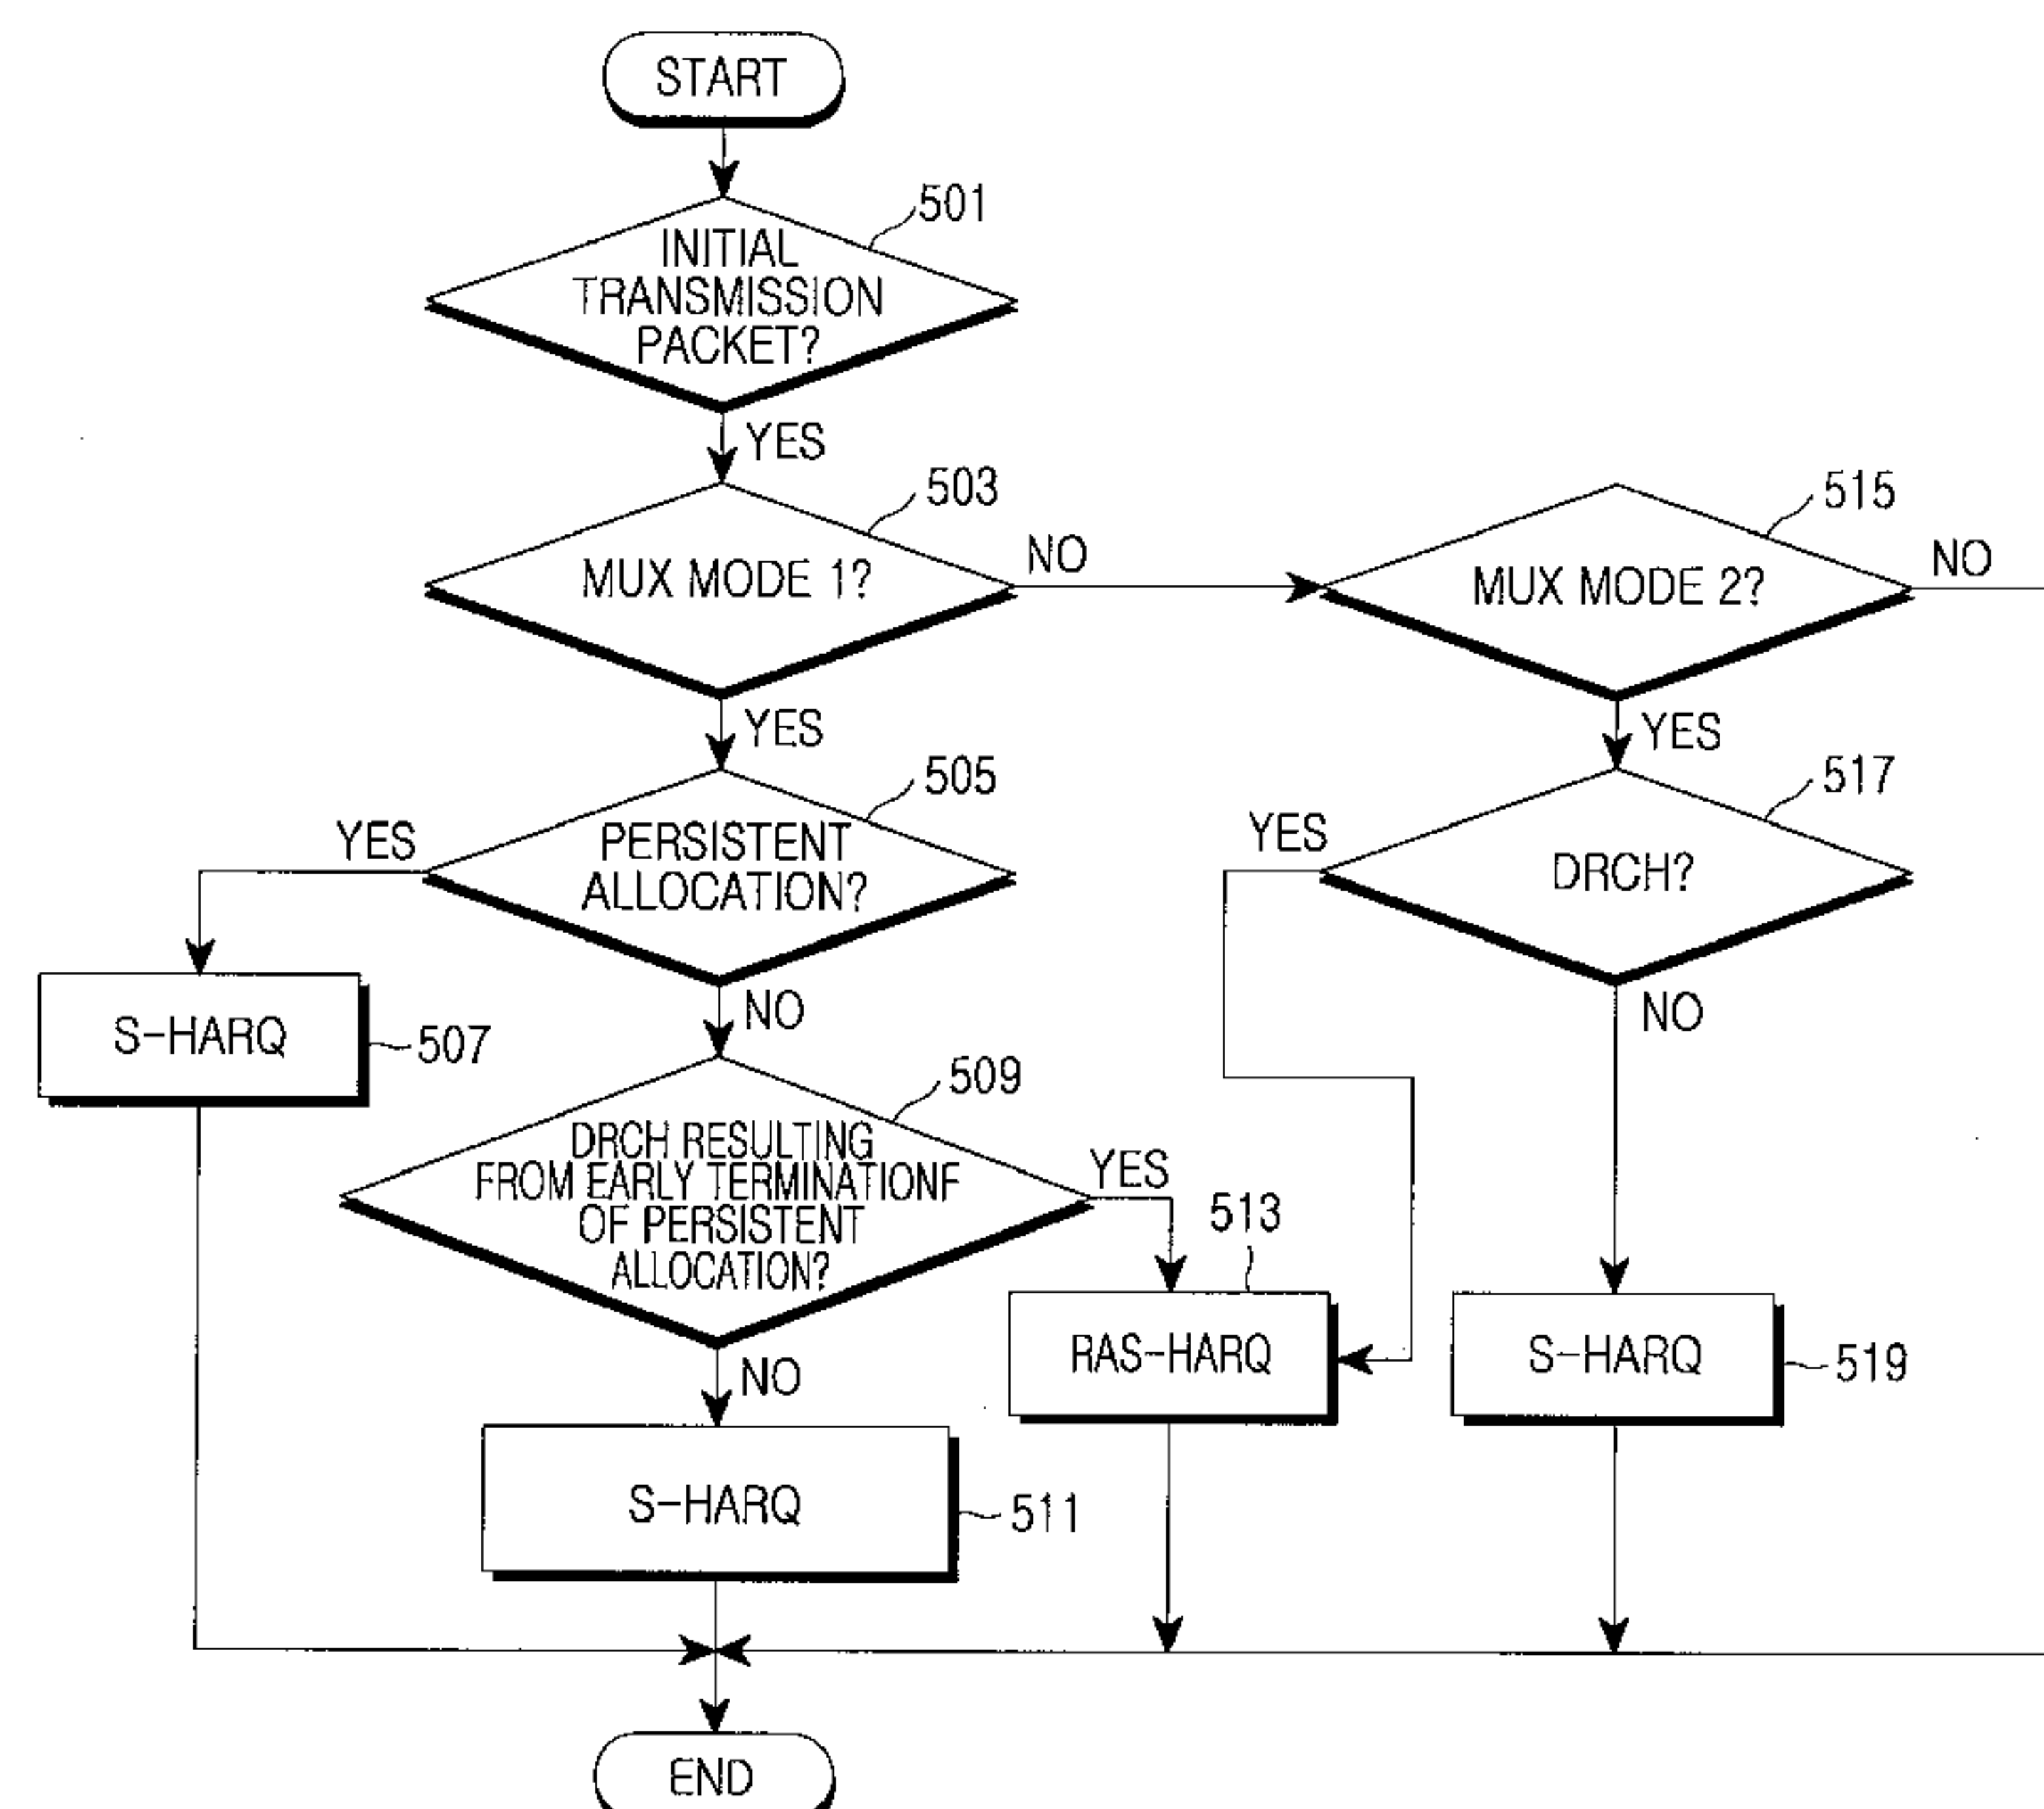 START
501
INITIAL
TRANSMISSION
PACKET?
YES
503
MUX MODE 1?
NO
515
MUX MODE 2?
NO
YES
YES
505
PERSISTENT
ALLOCATION?
YES
517
DRCH?
YES
NO
NO
S-HARQ
507
509
DRCH RESULTING
FROM EARLY TERMINATIONF
OF PERSISTENT
ALLOCATION?
YES
513
RAS-HARQ
S-HARQ
519
NO
S-HARQ
511
END